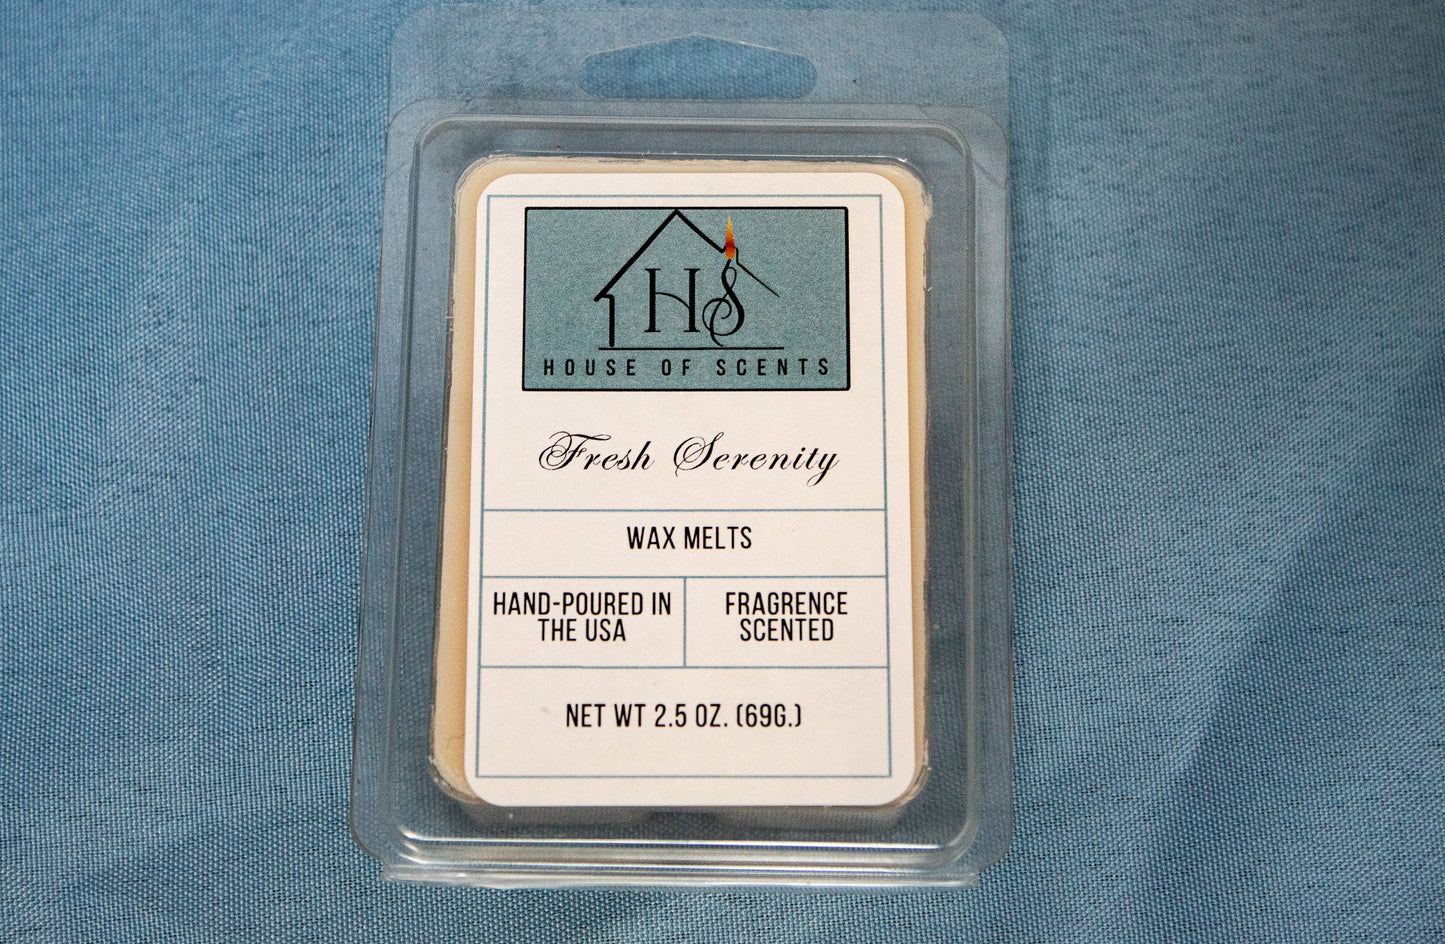 HS
HOUSE OF SCENTS
Fresh Serenity
WAX MELTS
HAND-POURED IN
THE USA
FRAGRENCE
SCENTED
NET WT 2.5 OZ. (69G.)